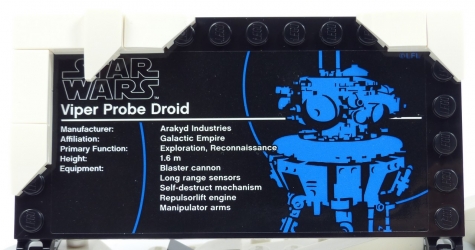 STAR
WARS
Viper Probe Droid
Manufacturer: Arakyd Industries
Affiliation: Galactic Empire
Primary Function: Exploration, Reconnaissance
Height: 1.6 m
Equipment: Blaster cannon
Long range sensors
Self-destruct mechanism
Repulsorlift engine
Manipulator arms